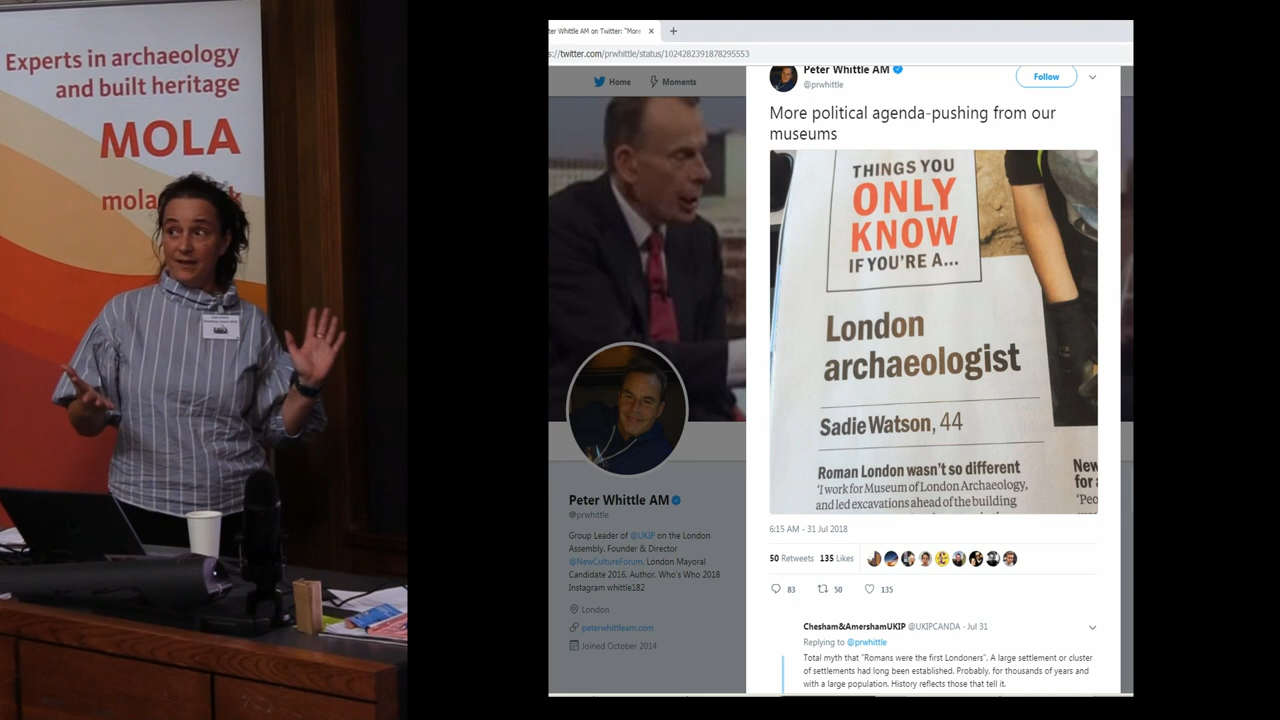 Experts in archaeology
and built heritage
MOLA
mola
ter Whittle AM on Twitter: "More
s://twitter.com/prwhittle/status/1024282391878295553
Home
Moments
Peter Whittle AM
@prwhittle
Follow
More political agenda-pushing from our
museums
THINGS YOU
ONLY
KNOW
IF YOU'RE A...
London
archaeologist
Sadie Watson, 44
Roman London wasn't so different
'I work for Museum of London Archaeology,
and led excavations ahead of the building
New
for
'Peo
6:15 AM - 31 Jul 2018
50 Retweets 135 Likes
83 50 135
Chesham&AmershamUKIP @UKIPCANDA · Jul 31
Replying to @prwhittle
Total myth that "Romans were the first Londoners". A large settlement or cluster
of settlements had long been established. Probably, for thousands of years and
with a large population. History reflects those that tell it.
Peter Whittle AM
@prwhittle
Group Leader of @UKIP on the London
Assembly. Founder & Director
@NewCultureForum. London Mayoral
Candidate 2016. Author. Who's Who 2018
Instagram whittle182
London
peterwhittleam.com
Joined October 2014